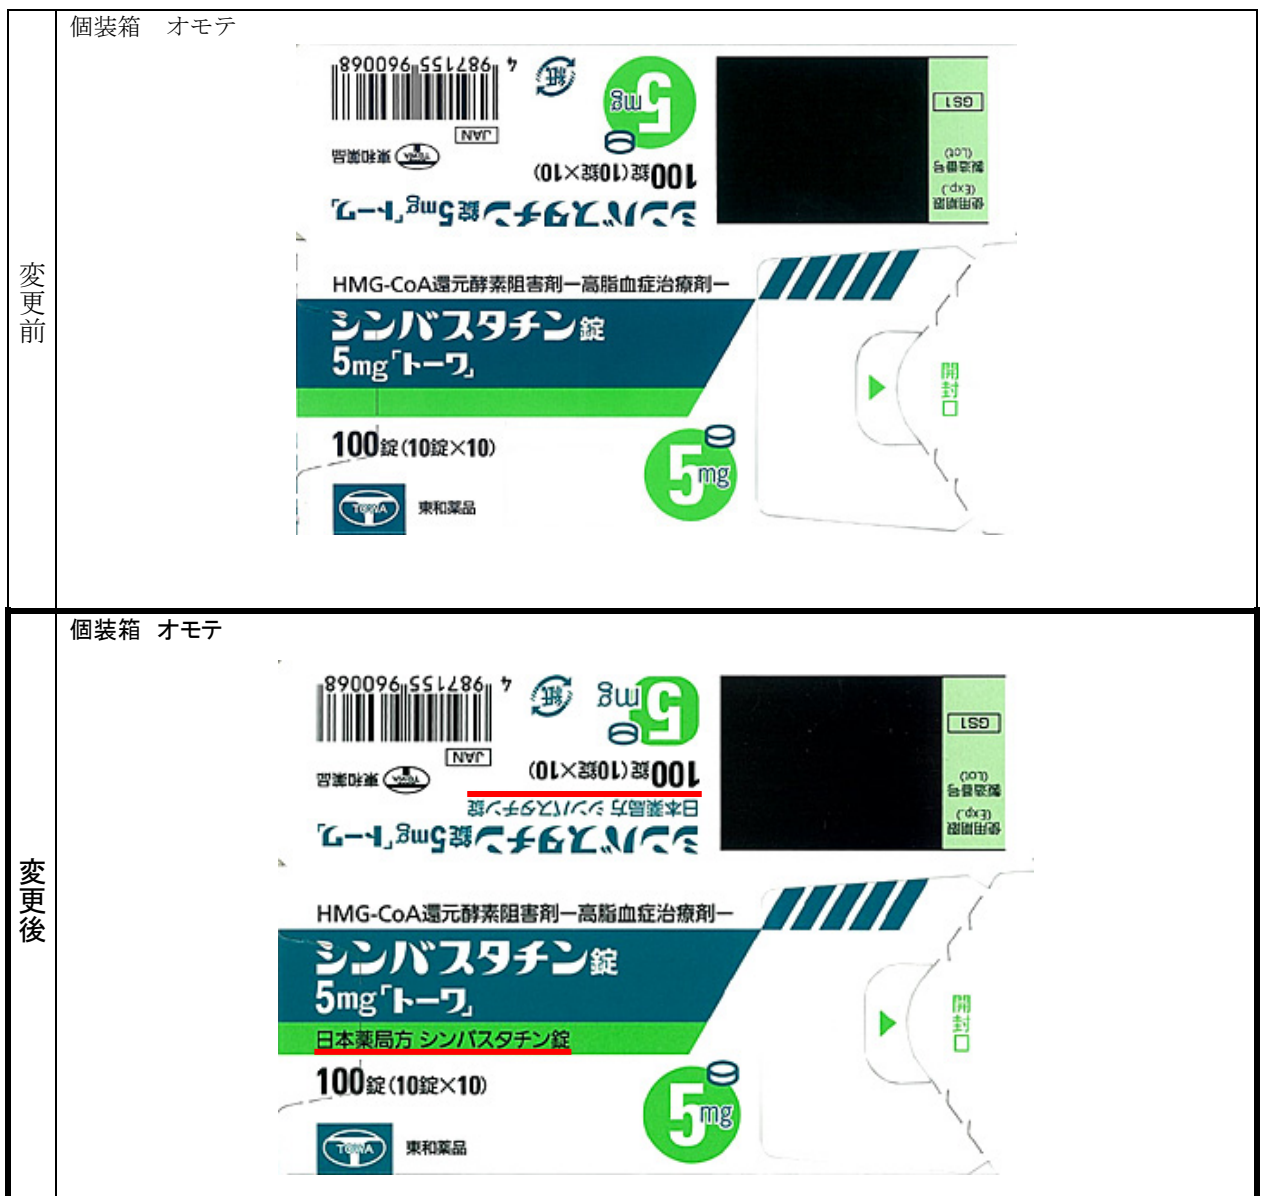 変更前
個装箱 オモテ
使用期限
(Exp.)
製造番号
(Lot)
GS1
シンバスタチン錠5mg「トーワ」
100錠(10錠×10)
5mg
紙
東和薬品
TOWA
JAN
4 987155 960068
HMG-CoA還元酵素阻害剤ー高脂血症治療剤ー
シンバスタチン錠
5mg「トーワ」
100錠(10錠×10)
5mg
TOWA 東和薬品
開封口
変更後
個装箱 オモテ
使用期限
(Exp.)
製造番号
(Lot)
GS1
シンバスタチン錠5mg「トーワ」
日本薬局方 シンバスタチン錠
100錠(10錠×10)
5mg
紙
東和薬品
TOWA
JAN
4 987155 960068
HMG-CoA還元酵素阻害剤ー高脂血症治療剤ー
シンバスタチン錠
5mg「トーワ」
日本薬局方 シンバスタチン錠
100錠(10錠×10)
5mg
TOWA 東和薬品
開封口